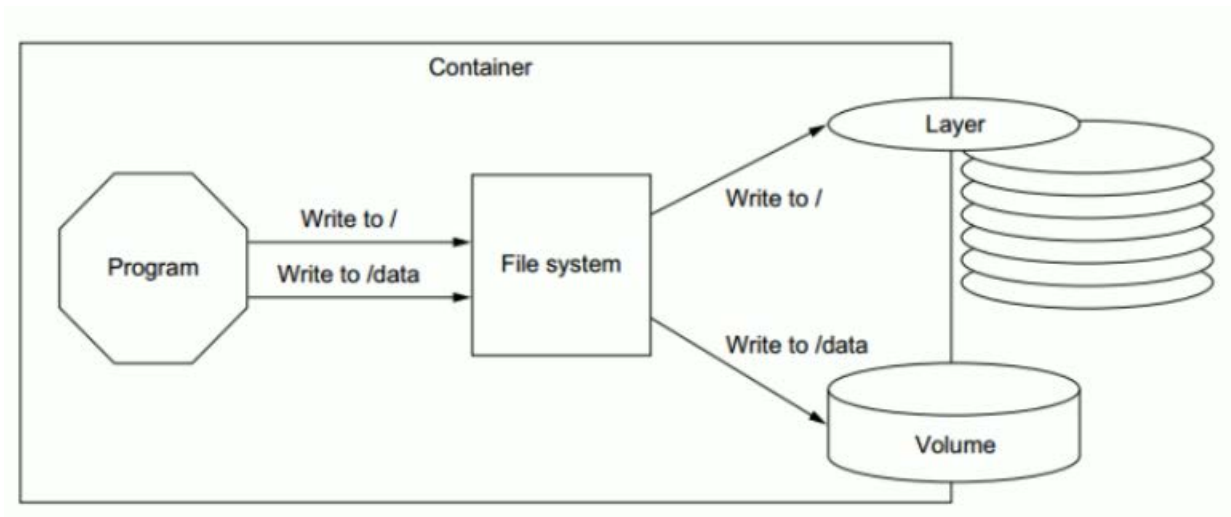 Container
Layer
Write to /
Write to /
Program
File system
Write to /data
Write to /data
Volume